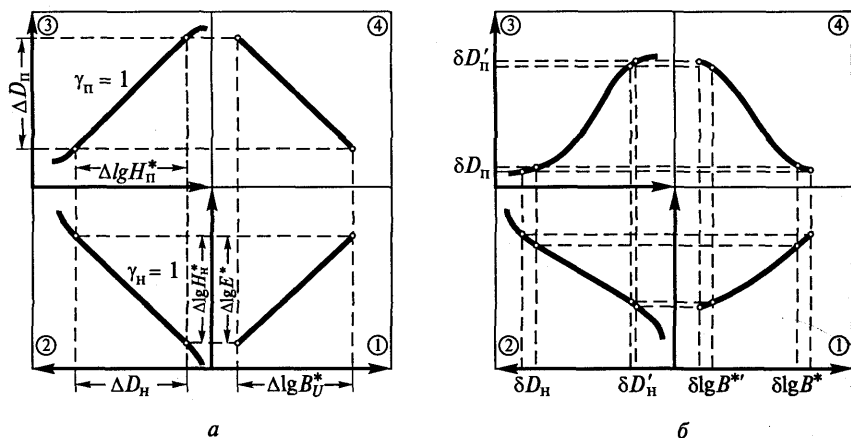 ③ ④
ΔD_п
γ_п = 1
ΔlgH*_п
γ_н = 1
ΔlgH*_н
ΔlgE*
② ①
ΔD_н
ΔlgB*_U
а
③ ④
δD′_п
δD_п
② ①
δD_н δD′_н δlgB*′ δlgB*
б